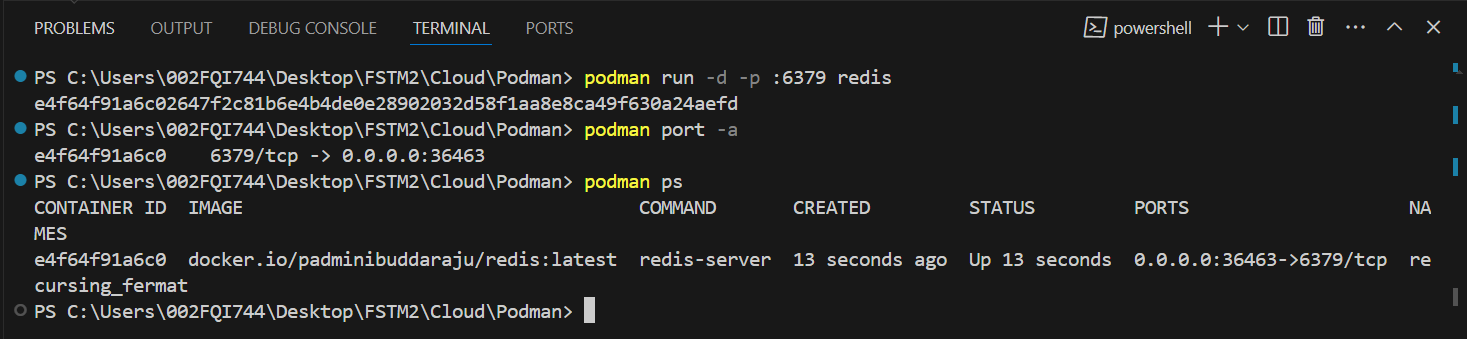 PROBLEMS OUTPUT DEBUG CONSOLE TERMINAL PORTS powershell
PS C:\Users\002FQI744\Desktop\FSTM2\Cloud\Podman> podman run -d -p :6379 redis
e4f64f91a6c02647f2c81b6e4b4de0e28902032d58f1aa8e8ca49f630a24aefd
PS C:\Users\002FQI744\Desktop\FSTM2\Cloud\Podman> podman port -a
e4f64f91a6c0    6379/tcp -> 0.0.0.0:36463
PS C:\Users\002FQI744\Desktop\FSTM2\Cloud\Podman> podman ps
CONTAINER ID  IMAGE                                    COMMAND       CREATED         STATUS         PORTS                    NA
MES
e4f64f91a6c0  docker.io/padminibuddaraju/redis:latest  redis-server  13 seconds ago  Up 13 seconds  0.0.0.0:36463->6379/tcp  re
cursing_fermat
PS C:\Users\002FQI744\Desktop\FSTM2\Cloud\Podman>